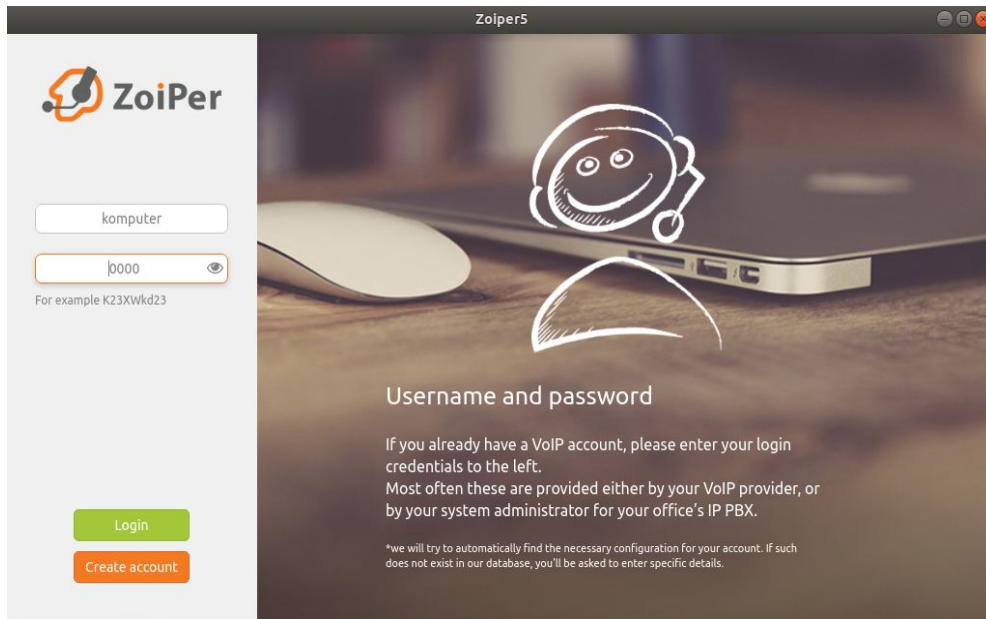 Zoiper5
ZoiPer
komputer
0000
For example K23XWkd23
Login
Create account
Username and password
If you already have a VoIP account, please enter your login
credentials to the left.
Most often these are provided either by your VoIP provider, or
by your system administrator for your office's IP PBX.
*we will try to automatically find the necessary configuration for your account. If such
does not exist in our database, you'll be asked to enter specific details.